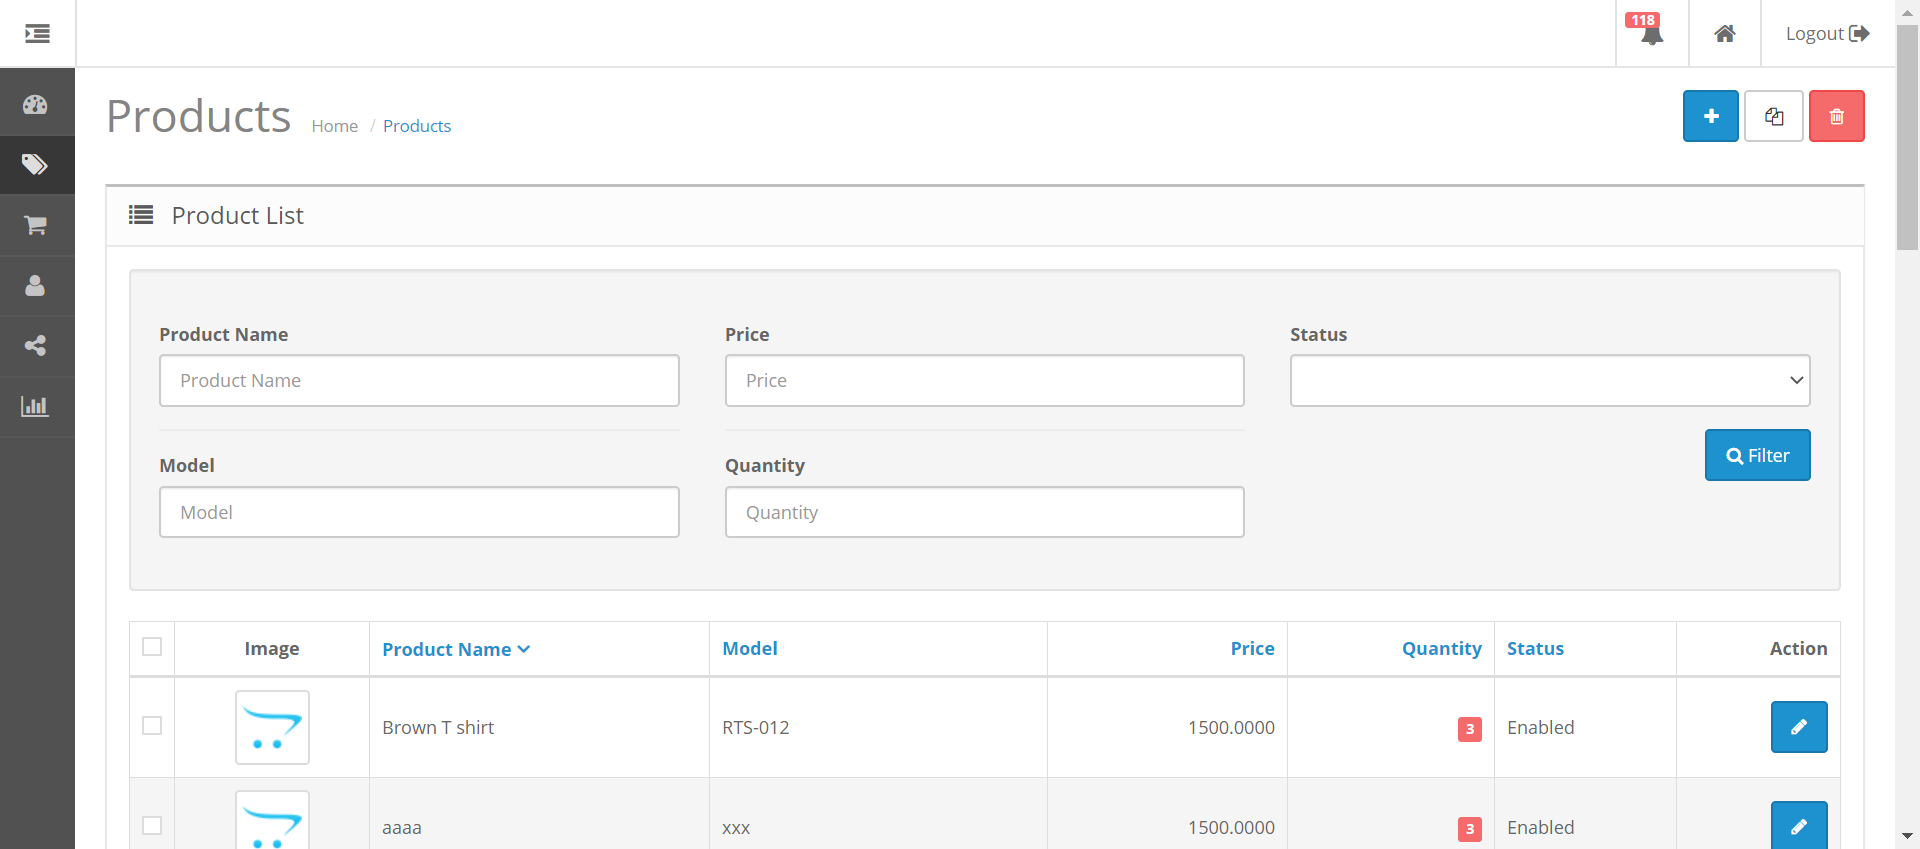 118
Logout
Products Home / Products
Product List
Product Name Price Status
Product Name Price
Filter
Model Quantity
Model Quantity
Image Product Name Model Price Quantity Status Action
Brown T shirt RTS-012 1500.0000 3 Enabled
aaaa xxx 1500.0000 3 Enabled